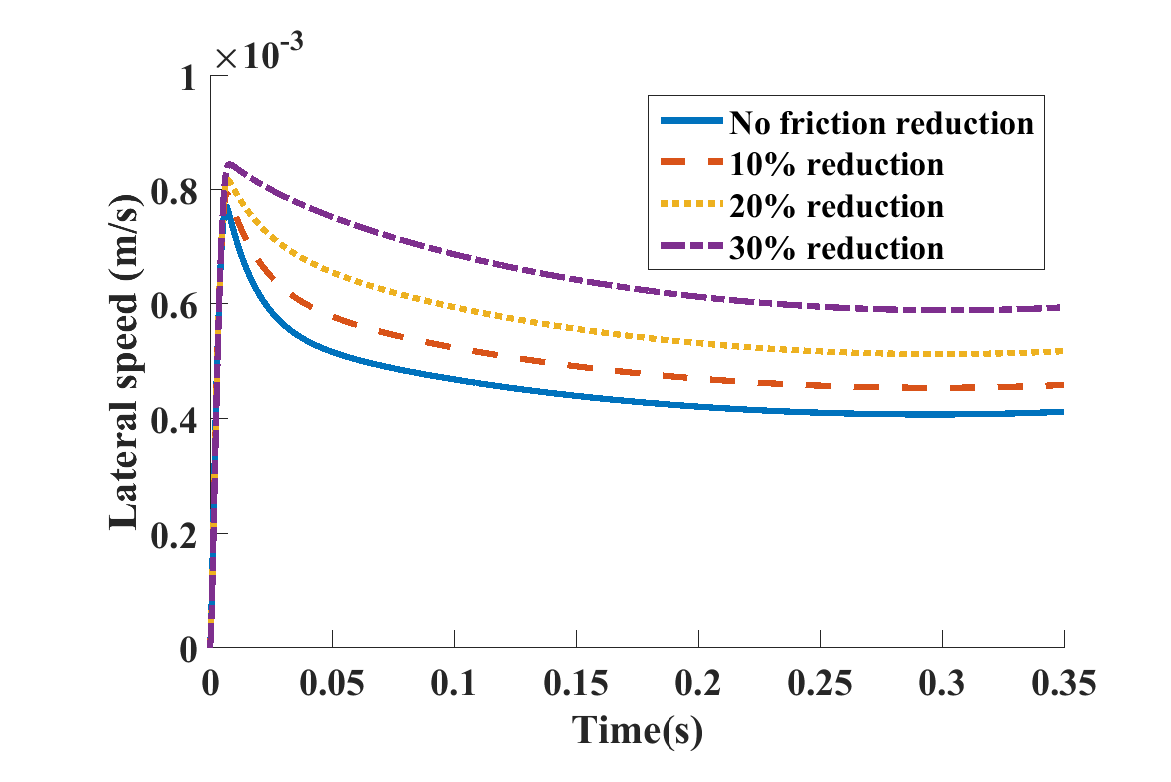 ×10-3
1
0.8
0.6
0.4
0.2
0
Lateral speed (m/s)
No friction reduction
10% reduction
20% reduction
30% reduction
0 0.05 0.1 0.15 0.2 0.25 0.3 0.35
Time(s)